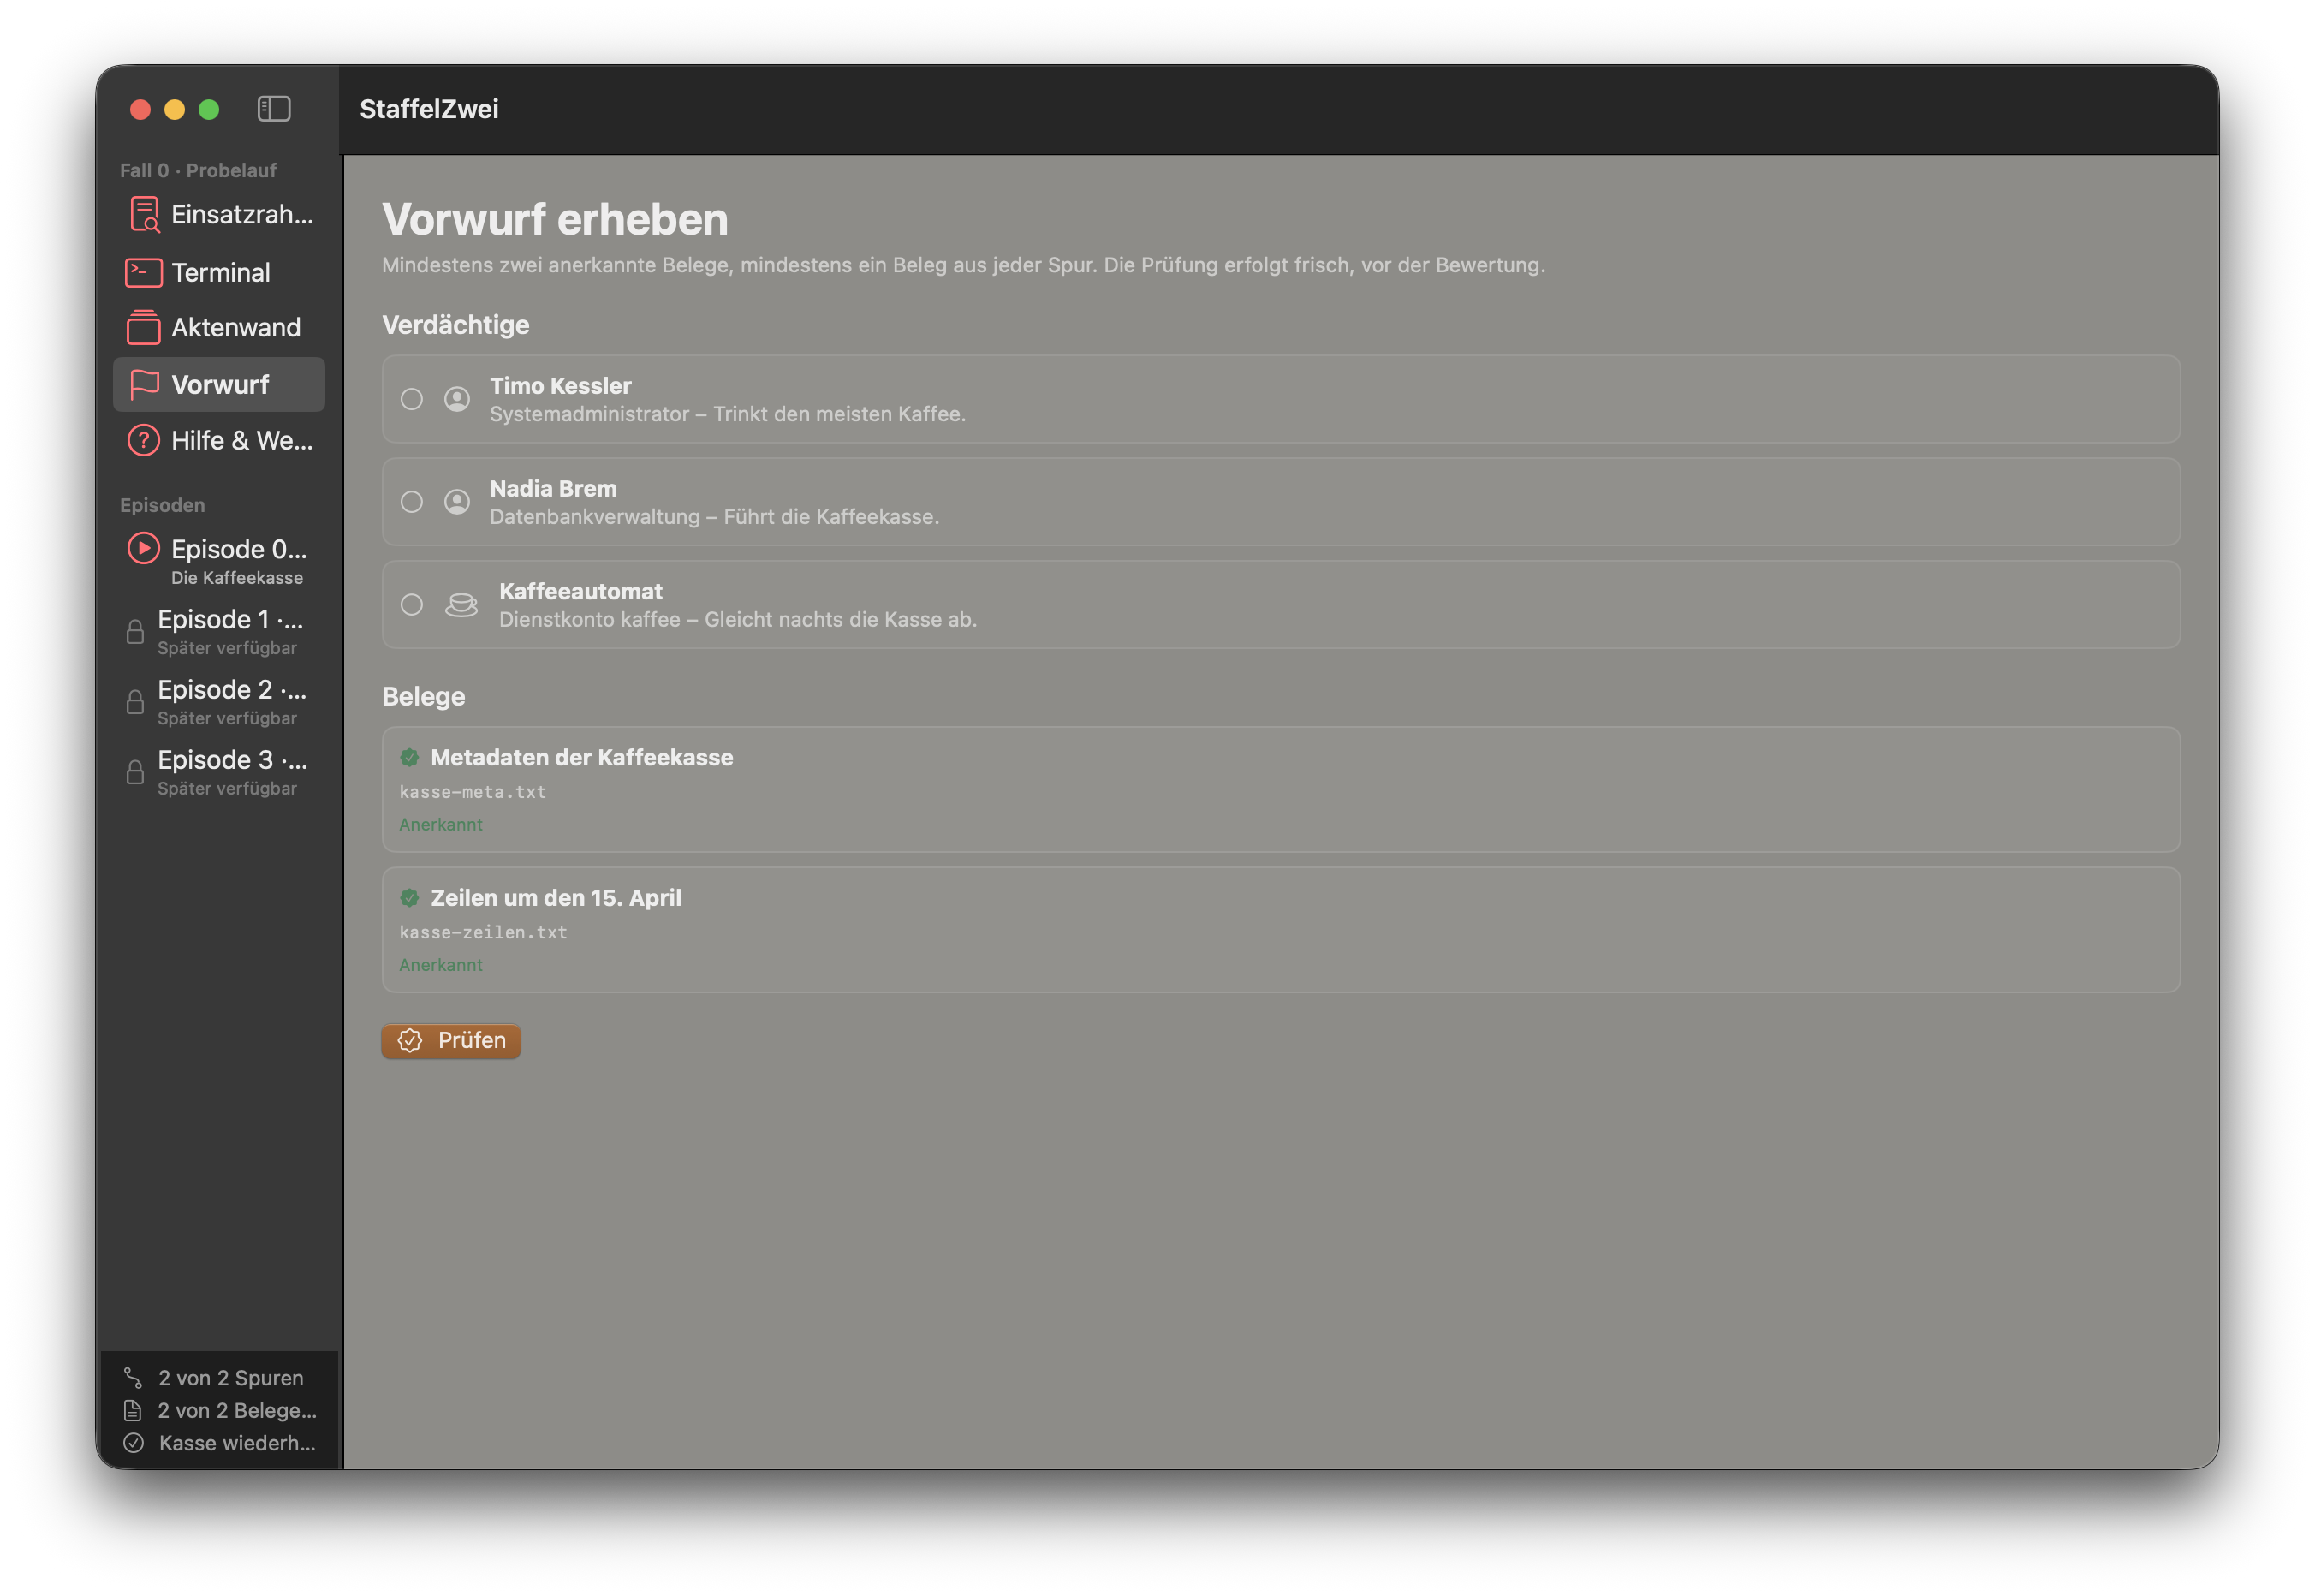 StaffelZwei
Fall 0 · Probelauf
Einsatzrah...
Terminal
Aktenwand
Vorwurf
Hilfe & We...
Episoden
Episode 0...
Die Kaffeekasse
Episode 1 ·...
Später verfügbar
Episode 2 ·...
Später verfügbar
Episode 3 ·...
Später verfügbar
2 von 2 Spuren
2 von 2 Belege...
Kasse wiederh...
Vorwurf erheben
Mindestens zwei anerkannte Belege, mindestens ein Beleg aus jeder Spur. Die Prüfung erfolgt frisch, vor der Bewertung.
Verdächtige
Timo Kessler
Systemadministrator – Trinkt den meisten Kaffee.
Nadia Brem
Datenbankverwaltung – Führt die Kaffeekasse.
Kaffeeautomat
Dienstkonto kaffee – Gleicht nachts die Kasse ab.
Belege
Metadaten der Kaffeekasse
kasse-meta.txt
Anerkannt
Zeilen um den 15. April
kasse-zeilen.txt
Anerkannt
Prüfen